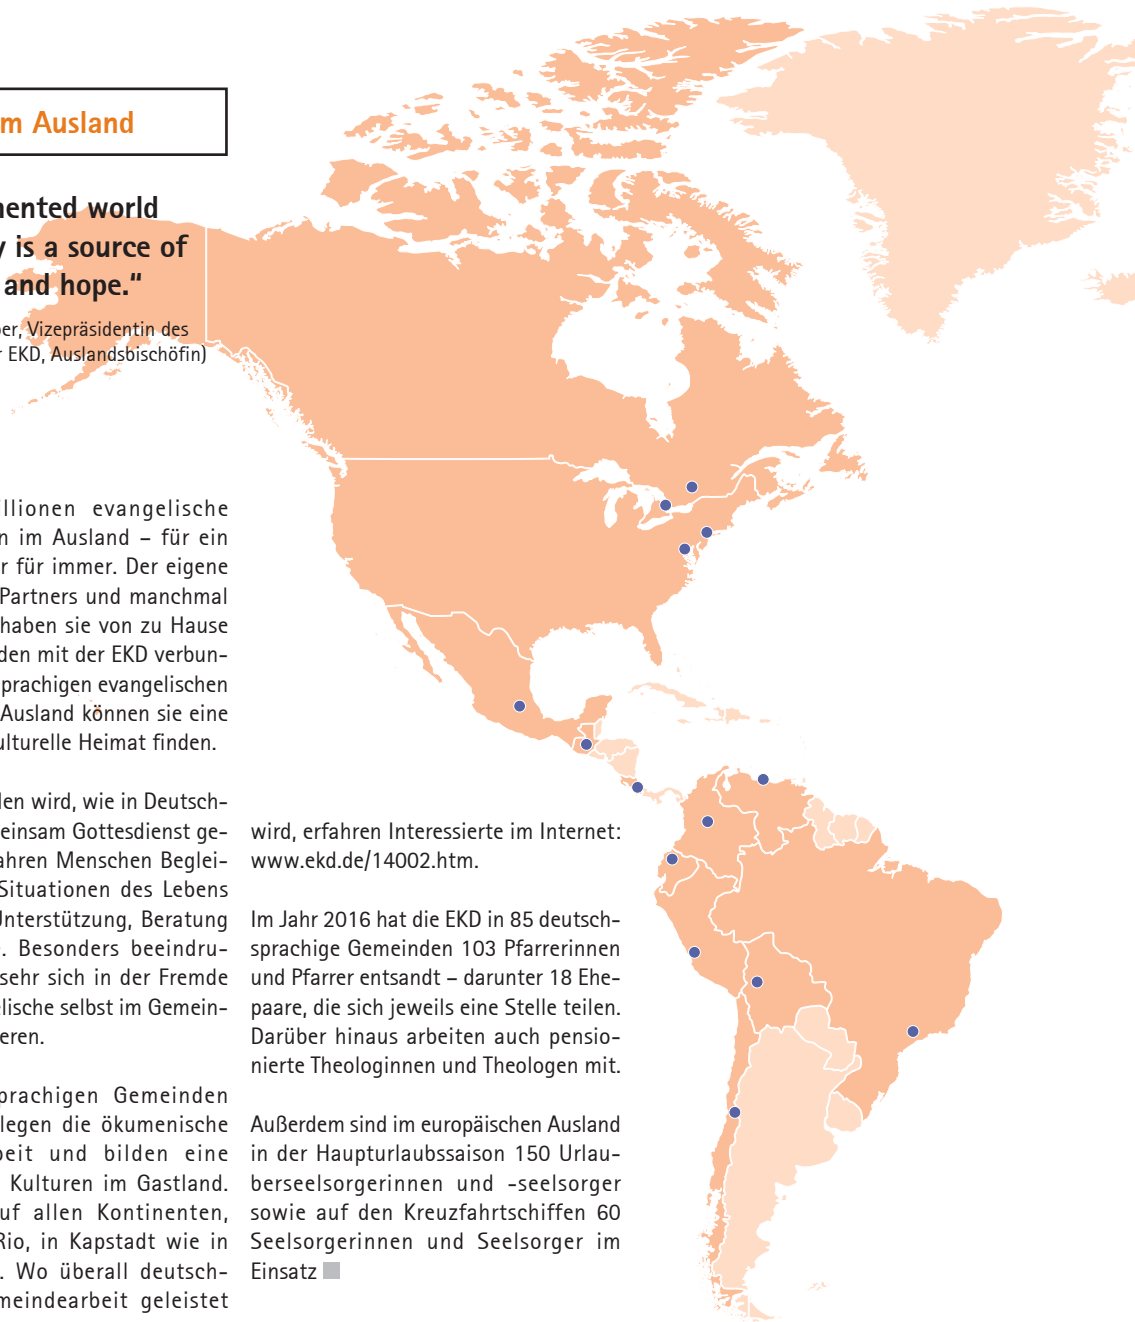 m Ausland
nented world
y is a source of
and hope.“
er, Vizepräsidentin des
r EKD, Auslandsbischöfin)
illionen evangelische
n im Ausland – für ein
r für immer. Der eigene
Partners und manchmal
haben sie von zu Hause
den mit der EKD verbun-
prachigen evangelischen
Ausland können sie eine
ulturelle Heimat finden.
den wird, wie in Deutsch-
einsam Gottesdienst ge-
ahren Menschen Beglei-
Situationen des Lebens
Unterstützung, Beratung
. Besonders beeindru-
sehr sich in der Fremde
elische selbst im Gemein-
eren.
prachigen Gemeinden
legen die ökumenische
beit und bilden eine
Kulturen im Gastland.
uf allen Kontinenten,
Rio, in Kapstadt wie in
. Wo überall deutsch-
meindearbeit geleistet
wird, erfahren Interessierte im Internet:
www.ekd.de/14002.htm.
Im Jahr 2016 hat die EKD in 85 deutsch-
sprachige Gemeinden 103 Pfarrerinnen
und Pfarrer entsandt – darunter 18 Ehe-
paare, die sich jeweils eine Stelle teilen.
Darüber hinaus arbeiten auch pensio-
nierte Theologinnen und Theologen mit.
Außerdem sind im europäischen Ausland
in der Haupturlaubssaison 150 Urlau-
berseelsorgerinnen und -seelsorger
sowie auf den Kreuzfahrtschiffen 60
Seelsorgerinnen und Seelsorger im
Einsatz